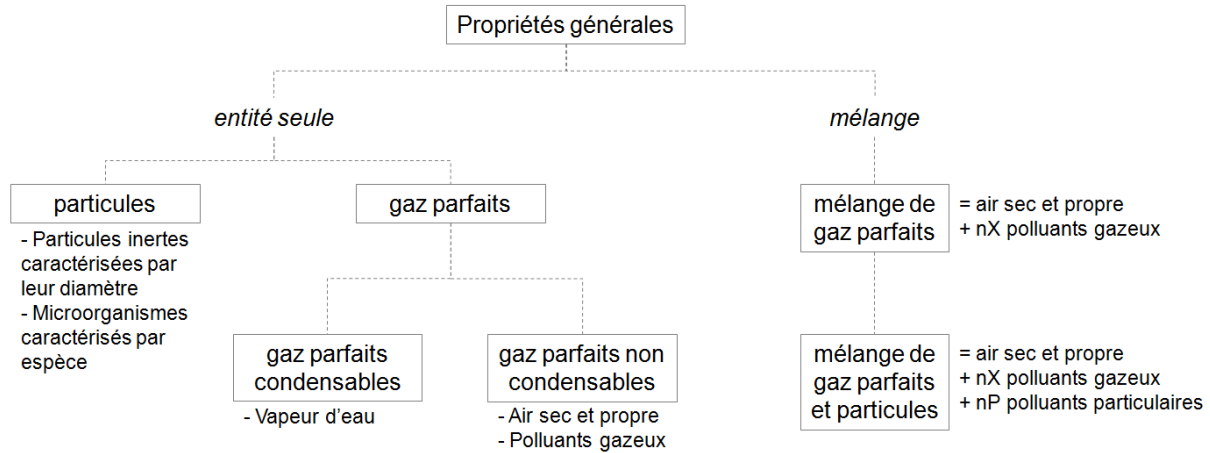 Propriétés générales
entité seule
mélange
particules
- Particules inertes
caractérisées par
leur diamètre
- Microorganismes
caractérisés par
espèce
gaz parfaits
gaz parfaits
condensables
- Vapeur d'eau
gaz parfaits non
condensables
- Air sec et propre
- Polluants gazeux
mélange de
gaz parfaits
= air sec et propre
+ nX polluants gazeux
mélange de
gaz parfaits
et particules
= air sec et propre
+ nX polluants gazeux
+ nP polluants particulaires